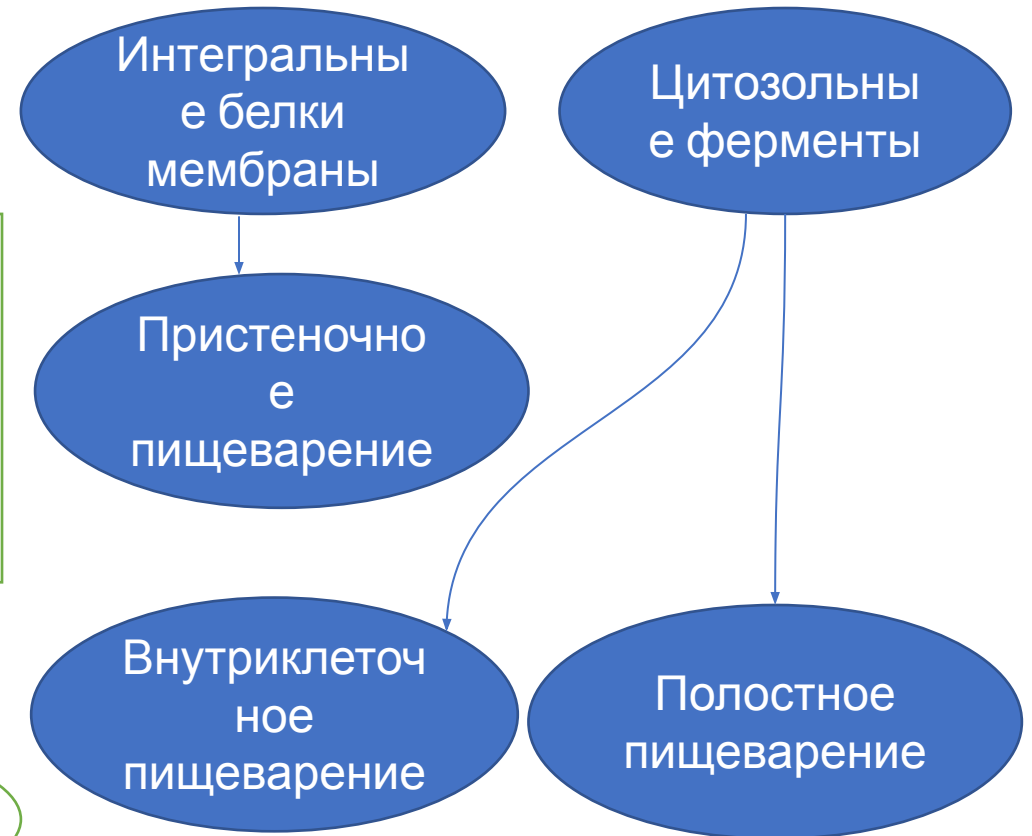 Интегральны
е белки
мембраны
Цитозольны
е ферменты
Пристеночно
е
пищеварение
Внутриклеточ
ное
пищеварение
Полостное
пищеварение